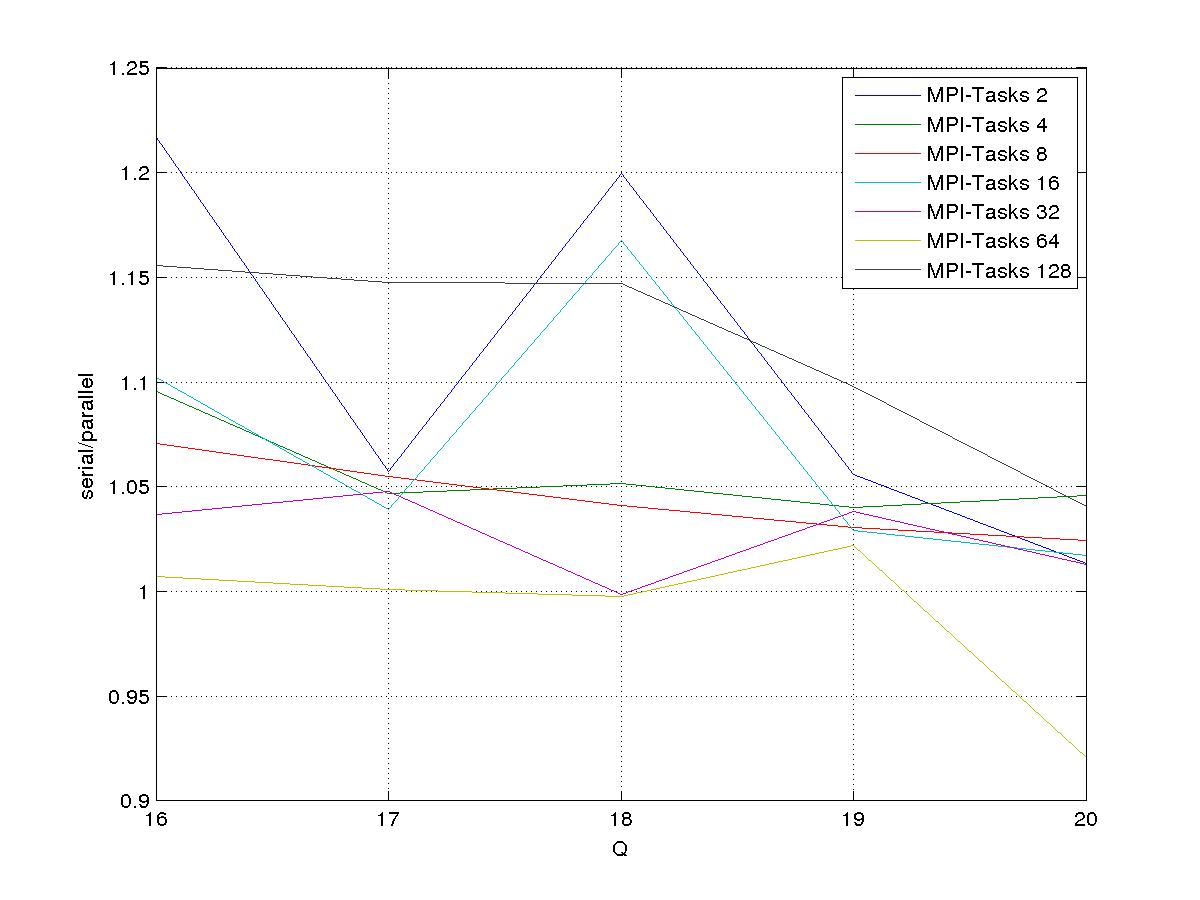 1.25
1.2
1.15
1.1
1.05
1
0.95
0.9
serial/parallel
MPI-Tasks 2
MPI-Tasks 4
MPI-Tasks 8
MPI-Tasks 16
MPI-Tasks 32
MPI-Tasks 64
MPI-Tasks 128
16 17 18 19 20
Q